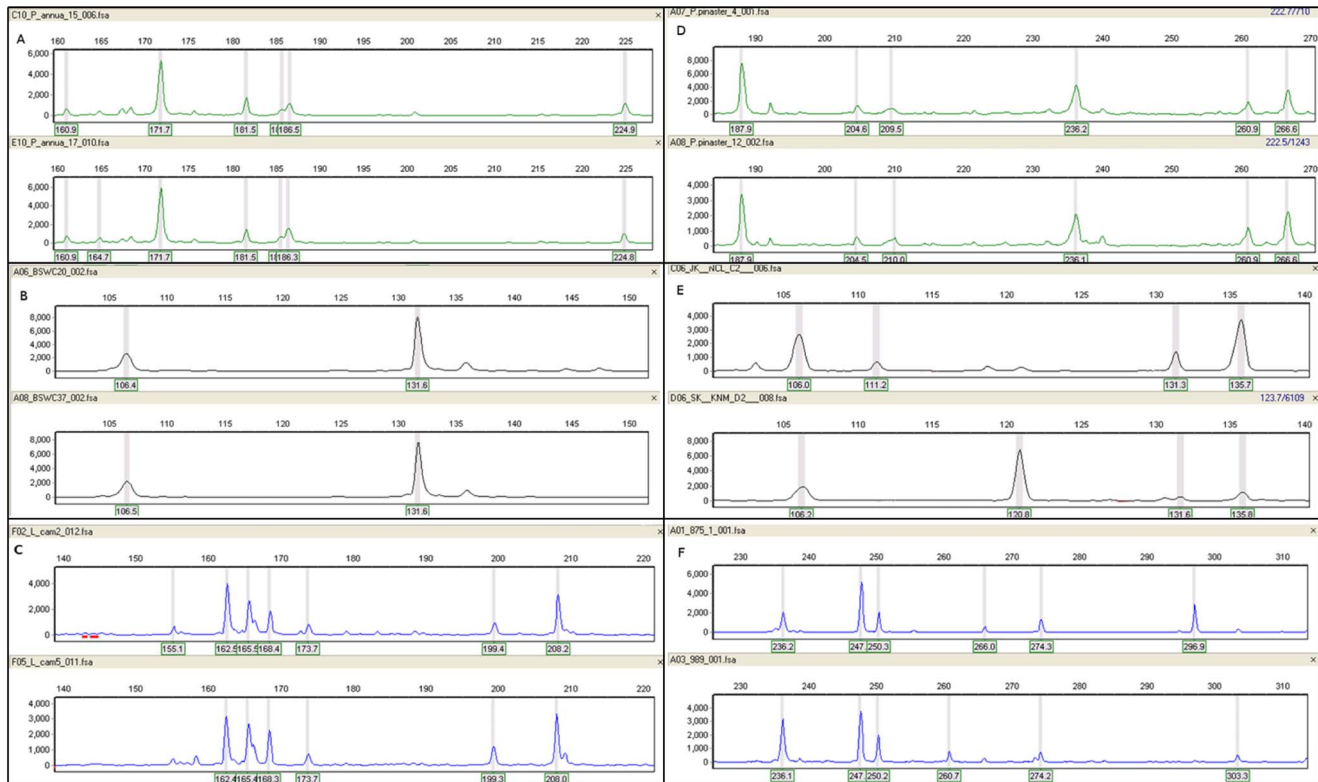 C10_P_annua_15_006.fsa
A
160 165 170 175 180 185 190 195 200 205 210 215 220 225
6,000
4,000
2,000
0
160.9 171.7 181.5 186.5 224.9
E10_P_annua_17_010.fsa
160 165 170 175 180 185 190 195 200 205 210 215 220 225
6,000
4,000
2,000
0
160.9 164.7 171.7 181.5 186.3 224.8
A06_BSWC20_002.fsa
B
105 110 115 120 125 130 135 140 145 150
8,000
6,000
4,000
2,000
0
106.4 131.6
A08_BSWC37_002.fsa
105 110 115 120 125 130 135 140 145 150
8,000
6,000
4,000
2,000
0
106.5 131.6
F02_L_cam2_012.fsa
C
140 150 160 170 180 190 200 210 220
4,000
2,000
0
155.1 162.5 165.5 168.4 173.7 199.4 208.2
F05_L_cam5_011.fsa
140 150 160 170 180 190 200 210 220
4,000
3,000
2,000
1,000
0
162.4 165.4 168.3 173.7 199.3 208.0
A07_P.pinaster_4_001.fsa 222.7/710
D
190 200 210 220 230 240 250 260 270
8,000
6,000
4,000
2,000
0
187.9 204.6 209.5 236.2 260.9 266.6
A08_P.pinaster_12_002.fsa 222.5/1243
190 200 210 220 230 240 250 260 270
4,000
3,000
2,000
1,000
0
187.9 204.5 210.0 236.1 260.9 266.6
C06_JK__NCL_C2___006.fsa
E
105 110 115 120 125 130 135 140
4,000
3,000
2,000
1,000
0
106.0 111.2 131.3 135.7
D06_SK__KNM_D2___008.fsa 123.7/6109
105 110 115 120 125 130 135 140
8,000
6,000
4,000
2,000
0
106.2 120.8 131.6 135.8
A01_875_1_001.fsa
F
230 240 250 260 270 280 290 300 310
6,000
4,000
2,000
0
236.2 247. 250.3 266.0 274.3 296.9
A03_989_001.fsa
230 240 250 260 270 280 290 300 310
4,000
3,000
2,000
1,000
0
236.1 247. 250.2 260.7 274.2 303.3